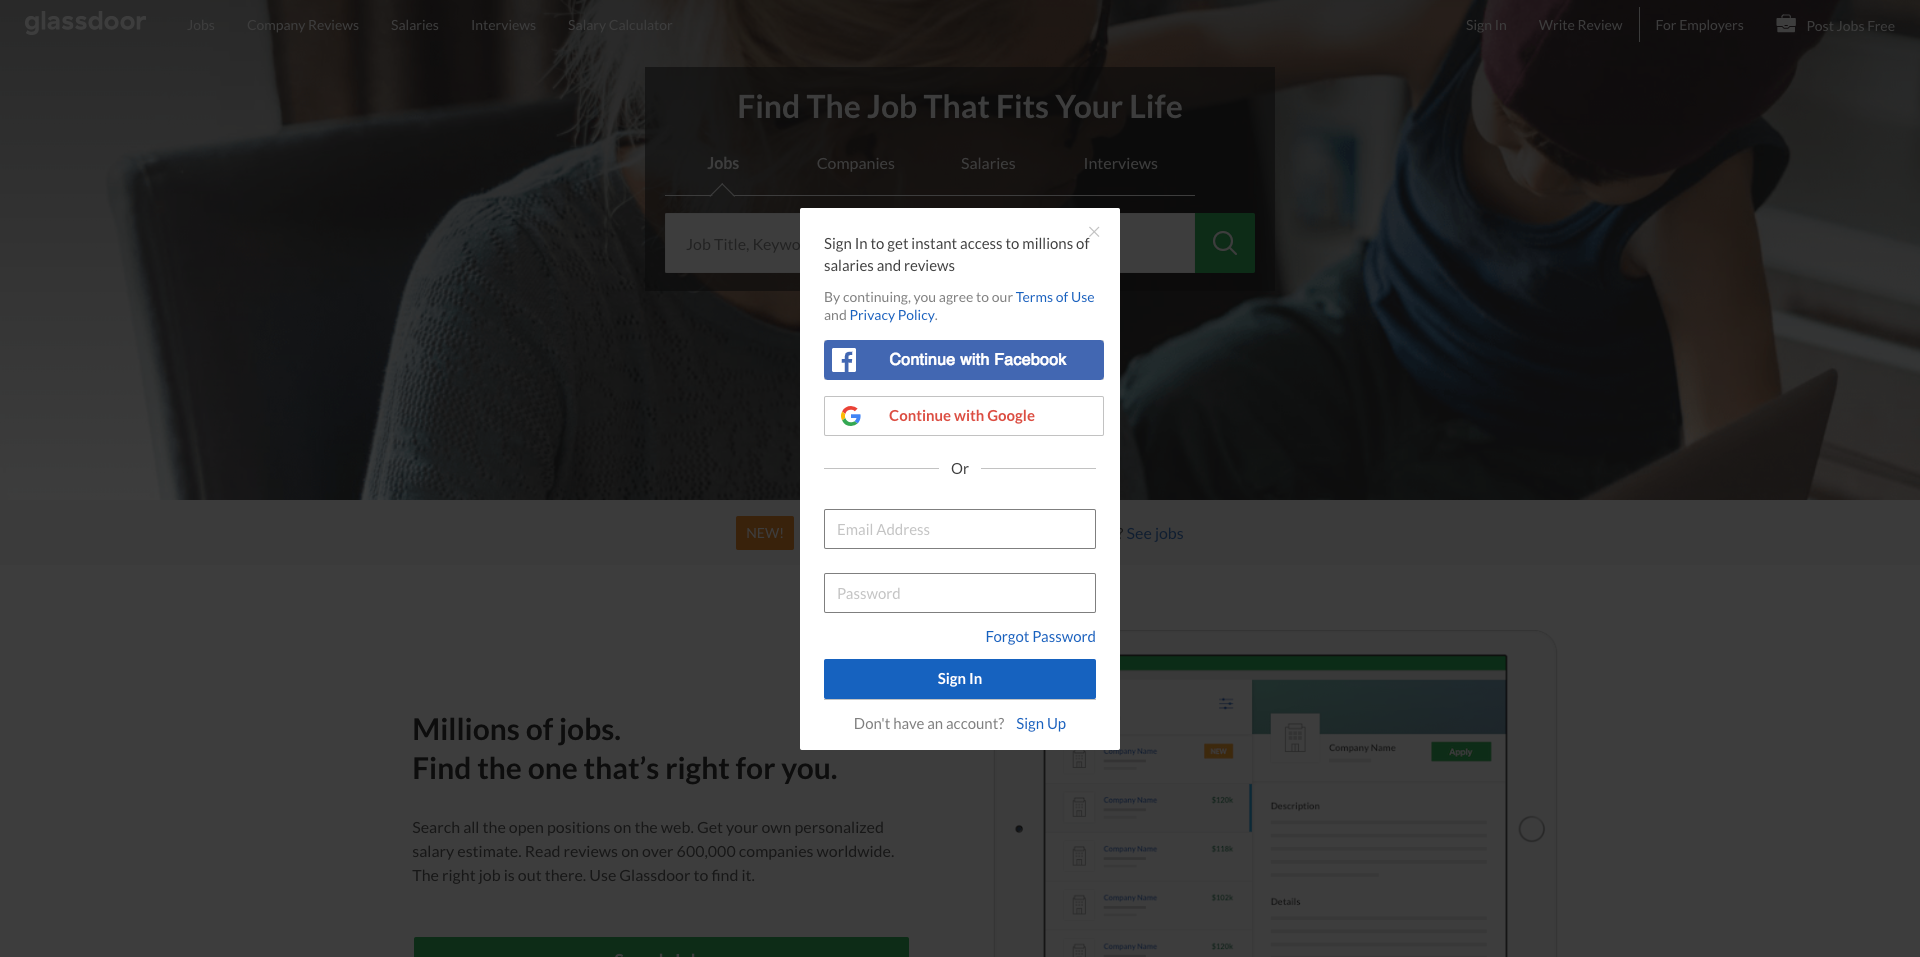 glassdoor
Jobs
Company Reviews
Salaries
Interviews
Salary Calculator
Sign In
Write Review
For Employers
Post Jobs Free
Find The Job That Fits Your Life
Jobs
Companies
Salaries
Interviews
Job Title, Keywo
Sign In to get instant access to millions of
salaries and reviews
By continuing, you agree to our Terms of Use
and Privacy Policy.
Continue with Facebook
Continue with Google
Or
Email Address
Password
Forgot Password
Sign In
Don't have an account? Sign Up
NEW!
? See jobs
Millions of jobs.
Find the one that’s right for you.
Search all the open positions on the web. Get your own personalized
salary estimate. Read reviews on over 600,000 companies worldwide.
The right job is out there. Use Glassdoor to find it.
Company Name
NEW
Company Name
$120k
Company Name
$118k
Company Name
$102k
Company Name
$120k
Company Name
Apply
Description
Details